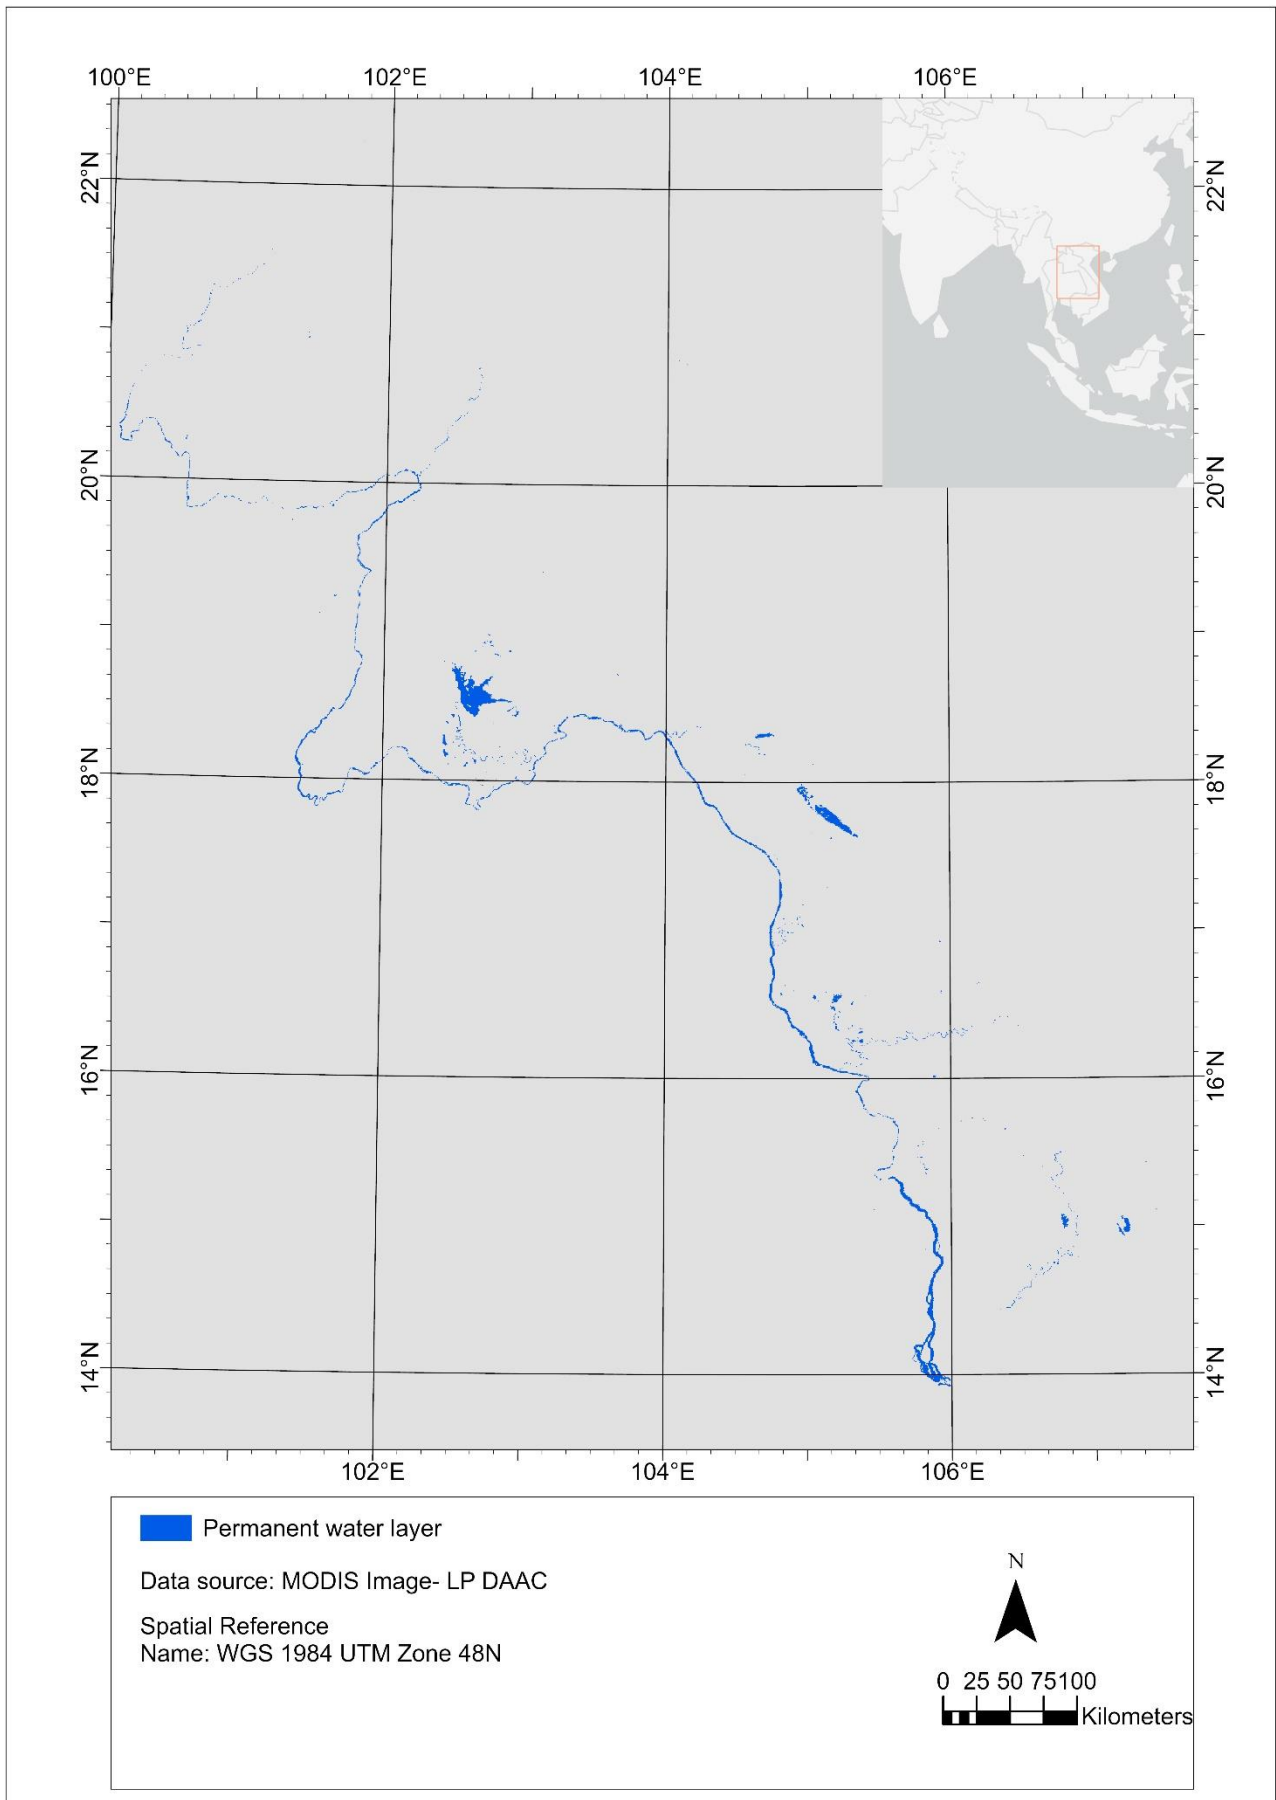 100°E 102°E 104°E 106°E
22°N 22°N
20°N 20°N
18°N 18°N
16°N 16°N
14°N 14°N
102°E 104°E 106°E
Permanent water layer
Data source: MODIS Image- LP DAAC
Spatial Reference
Name: WGS 1984 UTM Zone 48N
N
0 25 50 75100
Kilometers